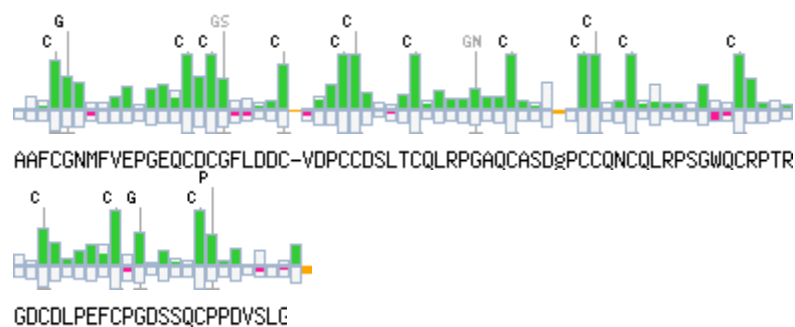 G GS C C
C C C C C C GN C C C C
AAFCGNMFVEPGEQCDCGFLDDC-VDPCCDSLTCQLRPGAQCASDgPCCQNCQLRPSGWQCRPTR
P
C C G C
GDCDLPEFCPGDSSQCPPDVSLG